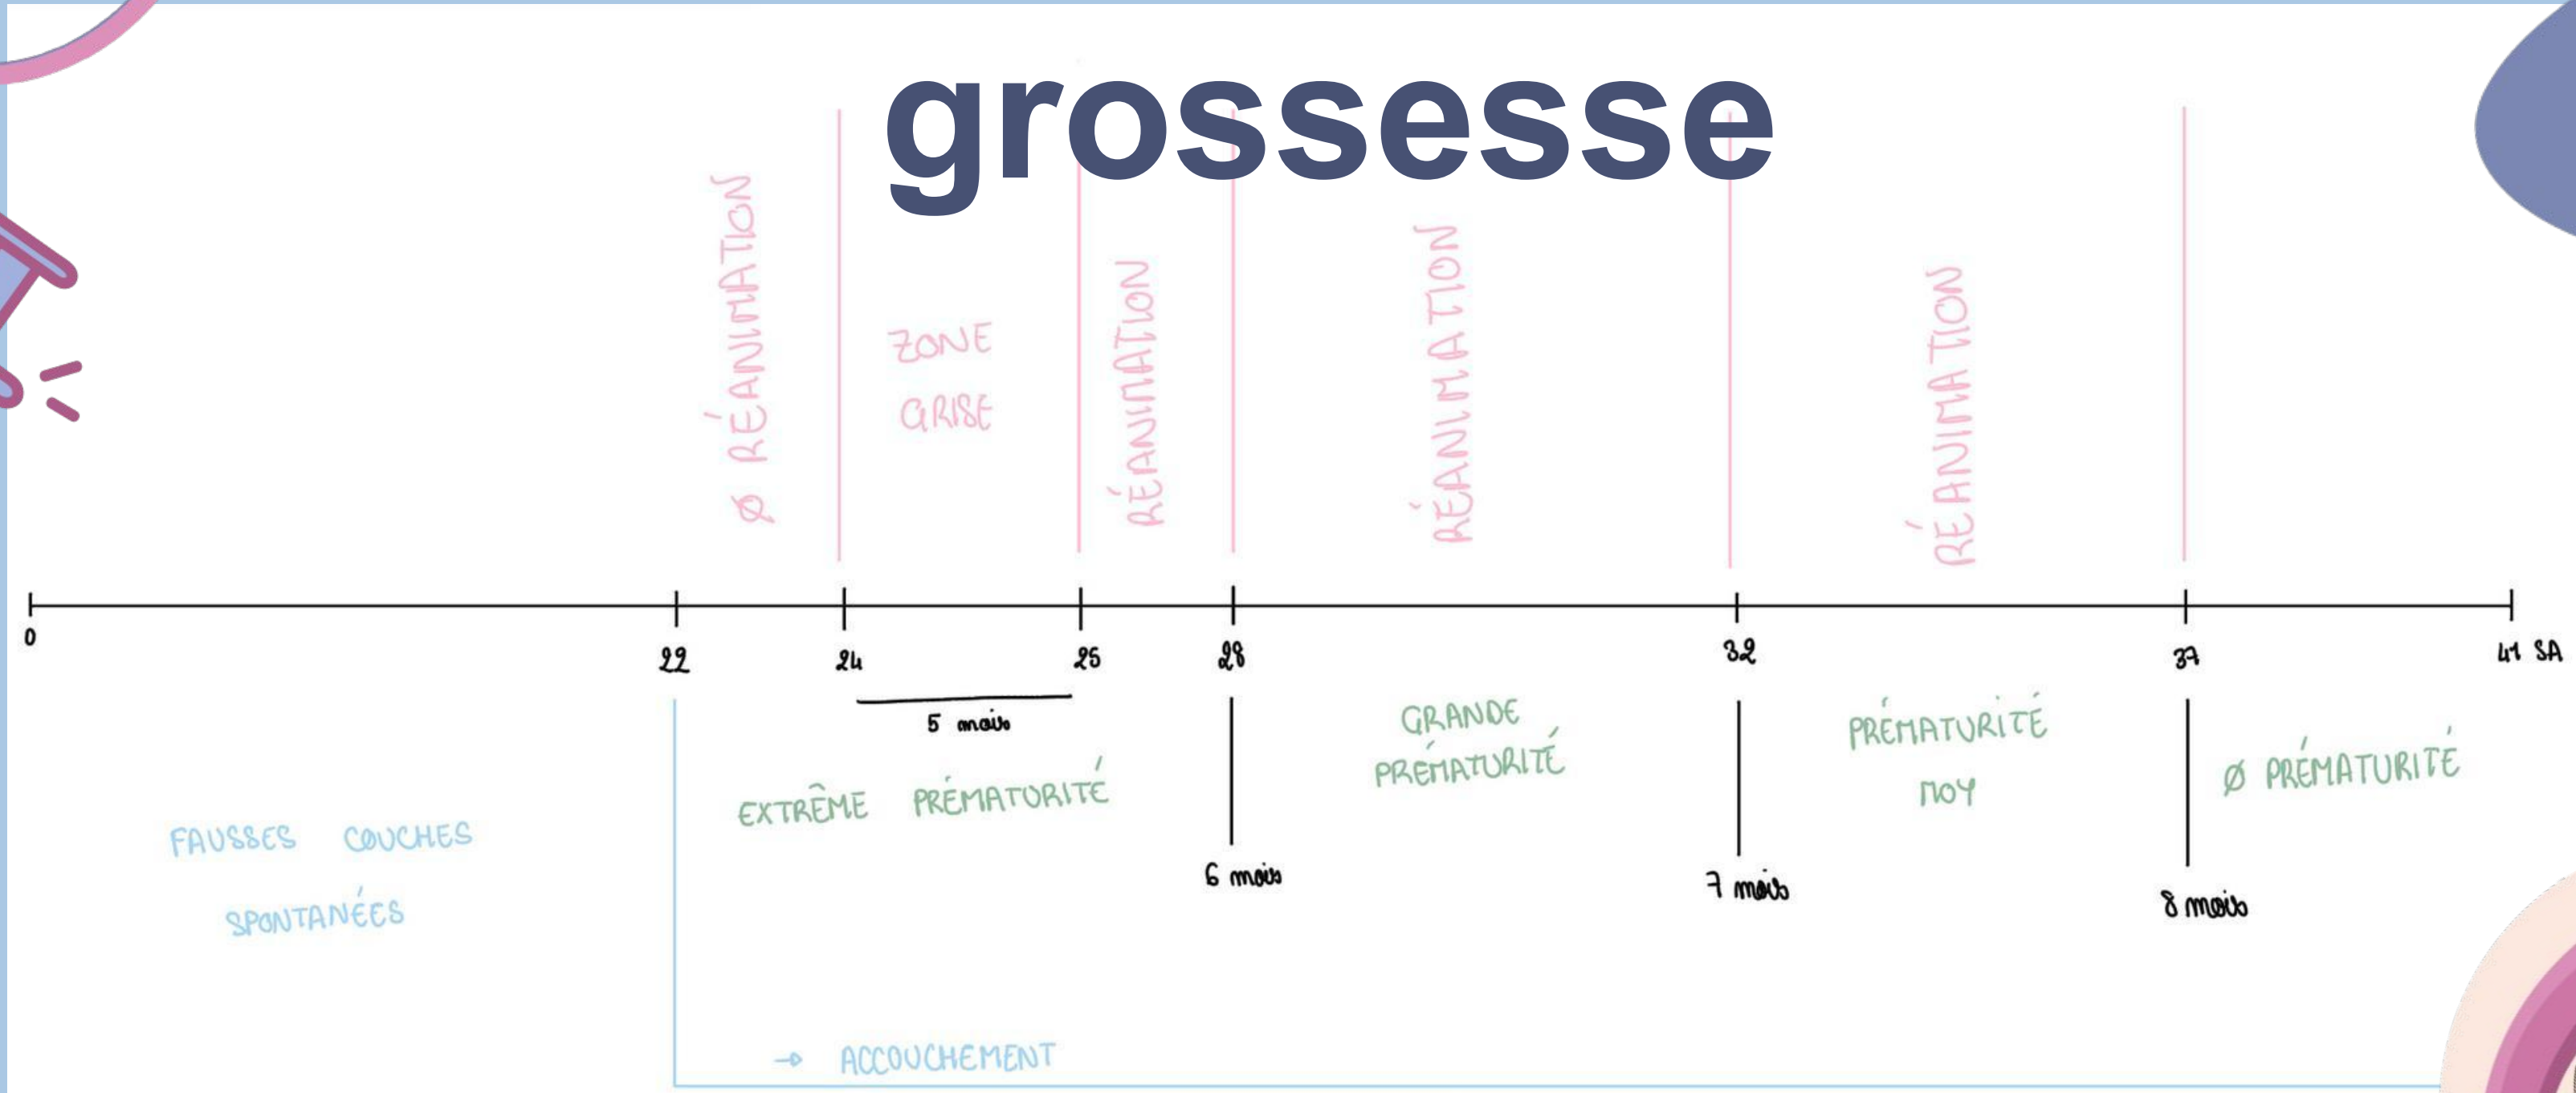 grossesse
Ø RÉANIMATION
ZONE
GRISE
RÉANIMATION
RÉANIMATION
RÉANIMATION
0
22
24
25
28
32
37
41 SA
5 mois
FAUSSES COUCHES
SPONTANÉES
EXTRÊME PRÉMATURITÉ
6 mois
GRANDE
PRÉMATURITÉ
7 mois
PRÉMATURITÉ
MOY
8 mois
Ø PRÉMATURITÉ
→ ACCOUCHEMENT